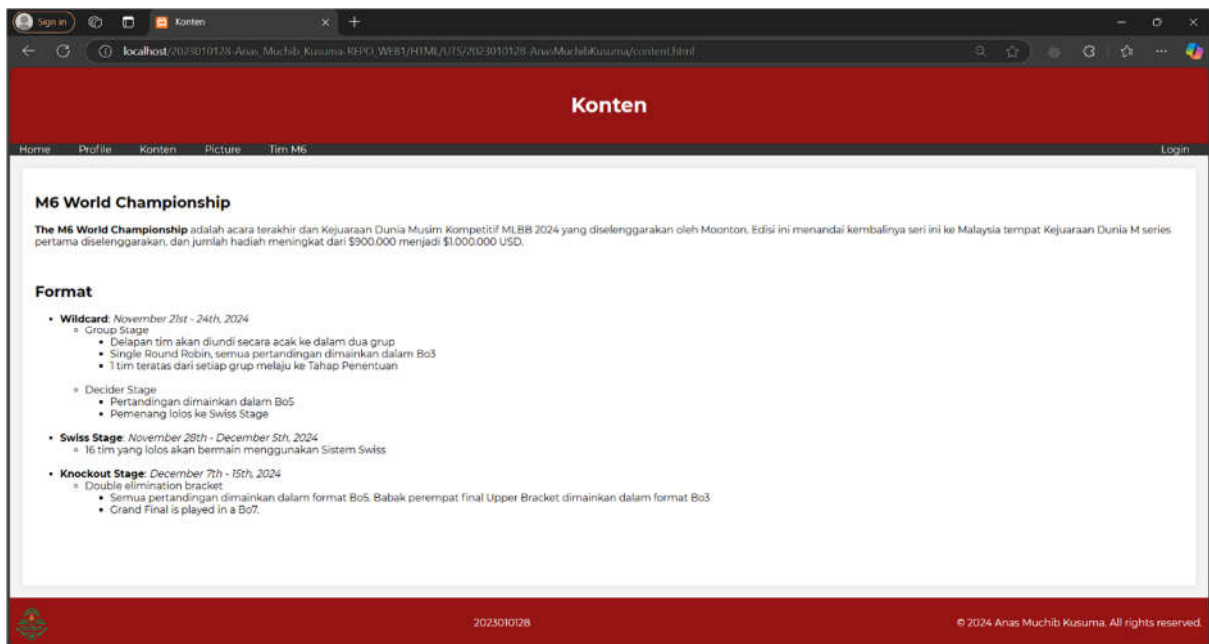 Sign in
Konten
localhost/2023010128-Anas_Muchib_Kusuma-REPO_WEB1/HTML/UTS/2023010128-AnasMuchibKusuma/content.html
Konten
Home Profile Konten Picture Tim M6 Login
M6 World Championship
The M6 World Championship adalah acara terakhir dan Kejuaraan Dunia Musim Kompetitif MLBB 2024 yang diselenggarakan oleh Moonton. Edisi ini menandai kembalinya seri ini ke Malaysia tempat Kejuaraan Dunia M series
pertama diselenggarakan, dan jumlah hadiah meningkat dari $900.000 menjadi $1.000.000 USD.
Format
• Wildcard: November 21st - 24th, 2024
Group Stage
Delapan tim akan diundi secara acak ke dalam dua grup
Single Round Robin, semua pertandingan dimainkan dalam Bo3
1 tim teratas dari setiap grup melaju ke Tahap Penentuan
Decider Stage
Pertandingan dimainkan dalam Bo5
Pemenang lolos ke Swiss Stage
• Swiss Stage: November 28th - December 5th, 2024
16 tim yang lolos akan bermain menggunakan Sistem Swiss
• Knockout Stage: December 7th - 15th, 2024
Double elimination bracket
Semua pertandingan dimainkan dalam format Bo5. Babak perempat final Upper Bracket dimainkan dalam format Bo3
Grand Final is played in a Bo7.
2023010128
© 2024 Anas Muchib Kusuma. All rights reserved.